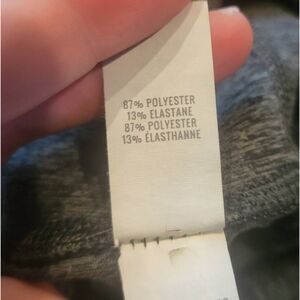 87% POLYESTER
13% ELASTANE
87% POLYESTER
13% ÉLASTHANNE